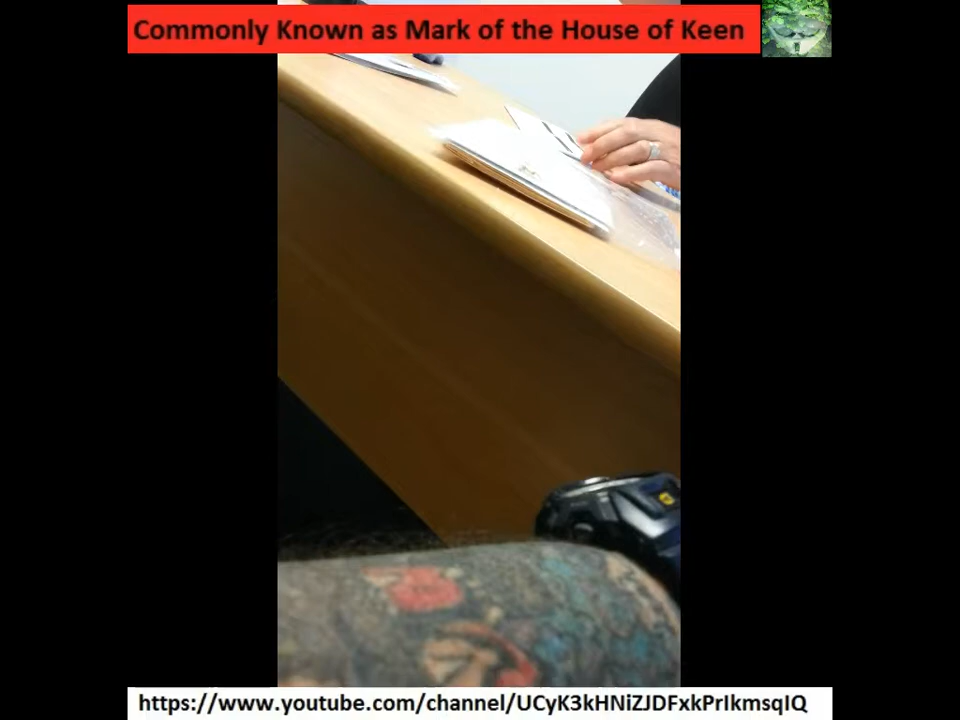 Commonly Known as Mark of the House of Keen
https://www.youtube.com/channel/UCyK3kHNiZJDFxkPrIkmsqIQ